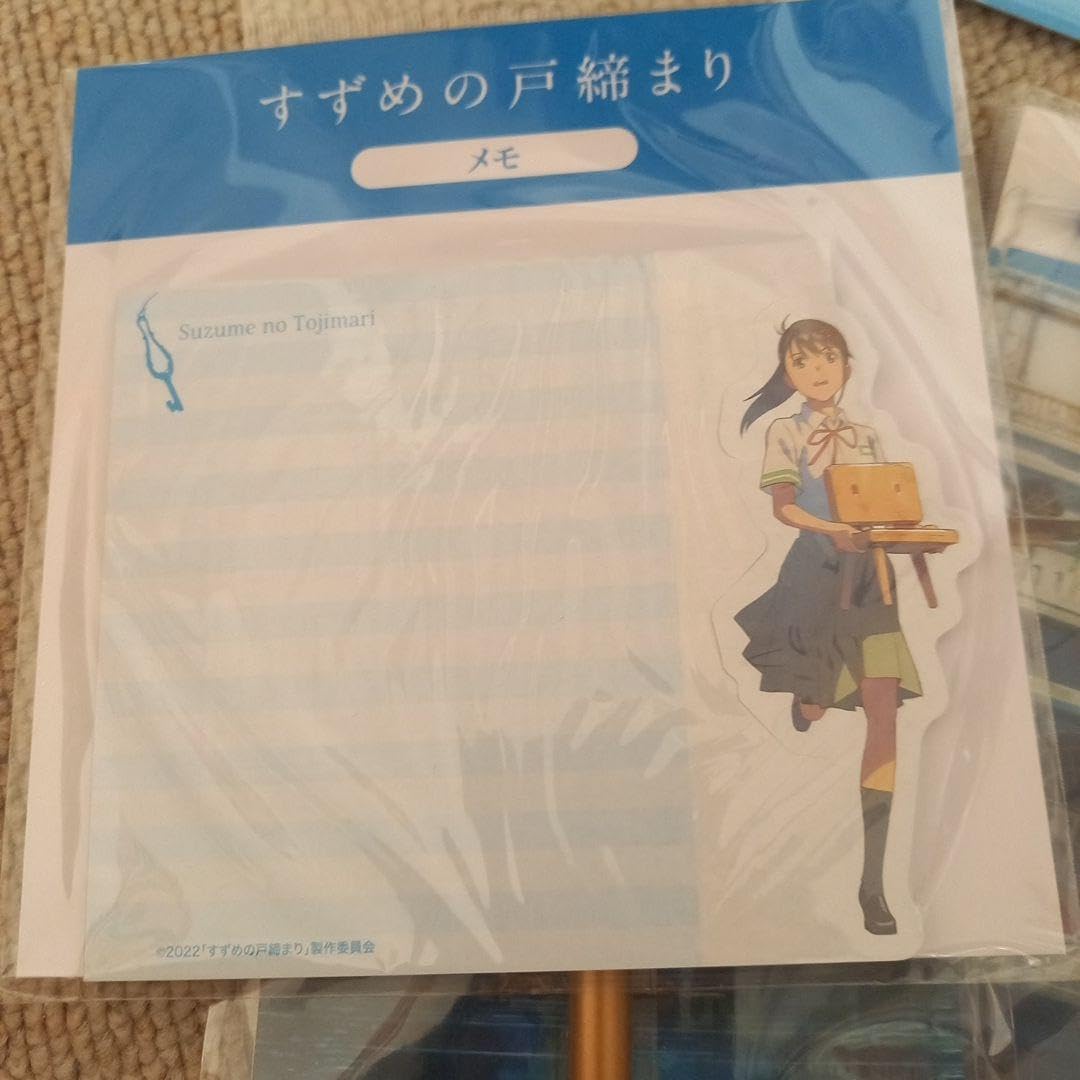 すずめの戸締まり
メモ
Suzume no Tojimari
©2022「すずめの戸締まり」製作委員会